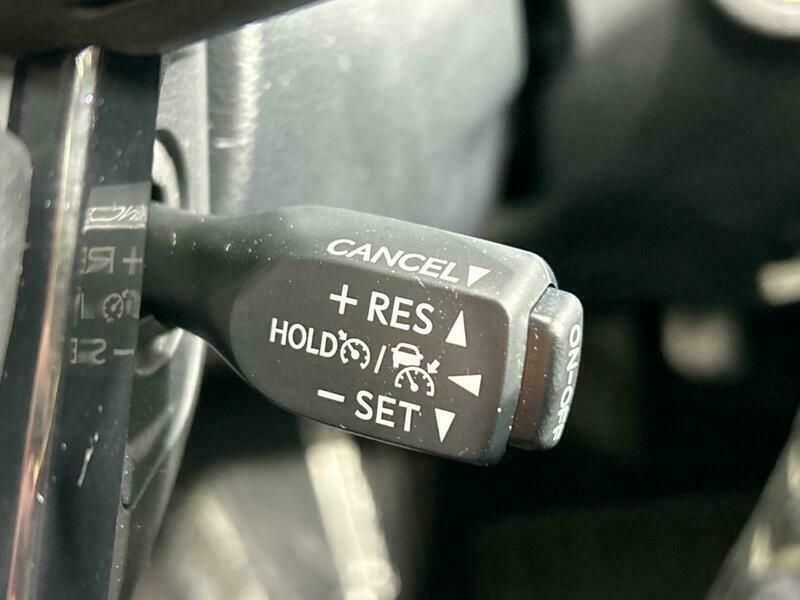 CANCEL▼
+ RES ▲
HOLD / ◀
− SET ▼
ON-OFF